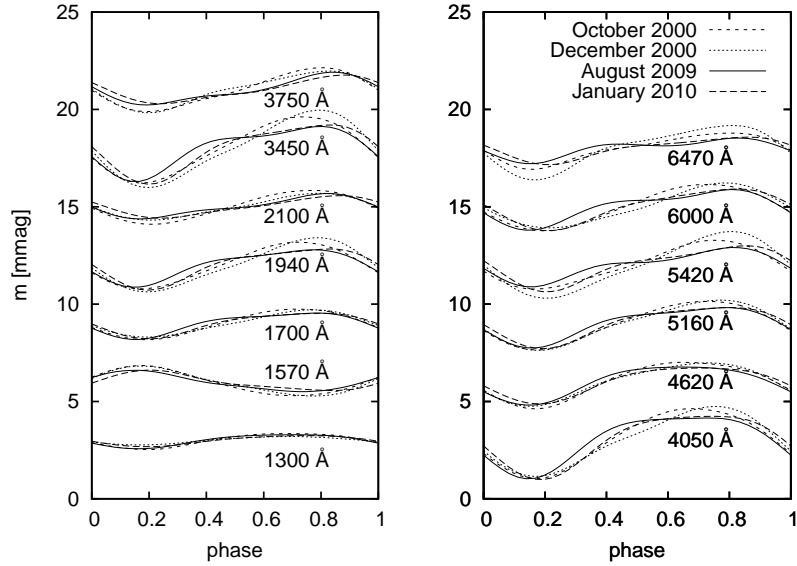 25
20
15
10
5
0
m [mmag]
3750 Å
3450 Å
2100 Å
1940 Å
1700 Å
1570 Å
1300 Å
0 0.2 0.4 0.6 0.8 1
phase
25
20
15
10
5
0
October 2000
December 2000
August 2009
January 2010
6470 Å
6000 Å
5420 Å
5160 Å
4620 Å
4050 Å
0 0.2 0.4 0.6 0.8 1
phase